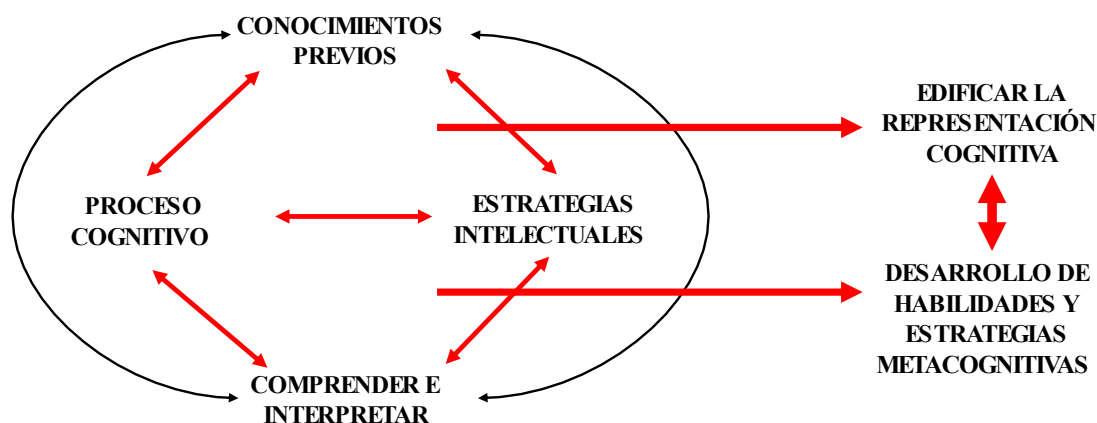 CONOCIMIENTOS
PREVIOS
EDIFICAR LA
REPRESENTACIÓN
COGNITIVA
PROCESO
COGNITIVO
ESTRATEGIAS
INTELECTUALES
DESARROLLO DE
HABILIDADES Y
ESTRATEGIAS
METACOGNITIVAS
COMPRENDER E
INTERPRETAR